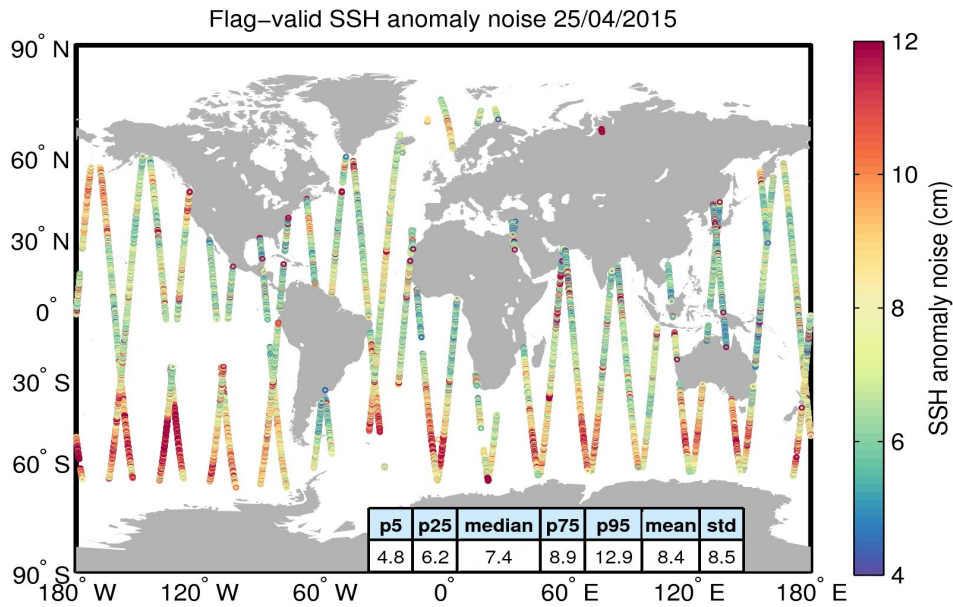 Flag−valid SSH anomaly noise 25/04/2015
90° N
60° N
30° N
0°
30° S
60° S
90° S
180° W
120° W
60° W
0°
60° E
120° E
180° E
p5 p25 median p75 p95 mean std
4.8 6.2 7.4 8.9 12.9 8.4 8.5
12
10
8
6
4
SSH anomaly noise (cm)